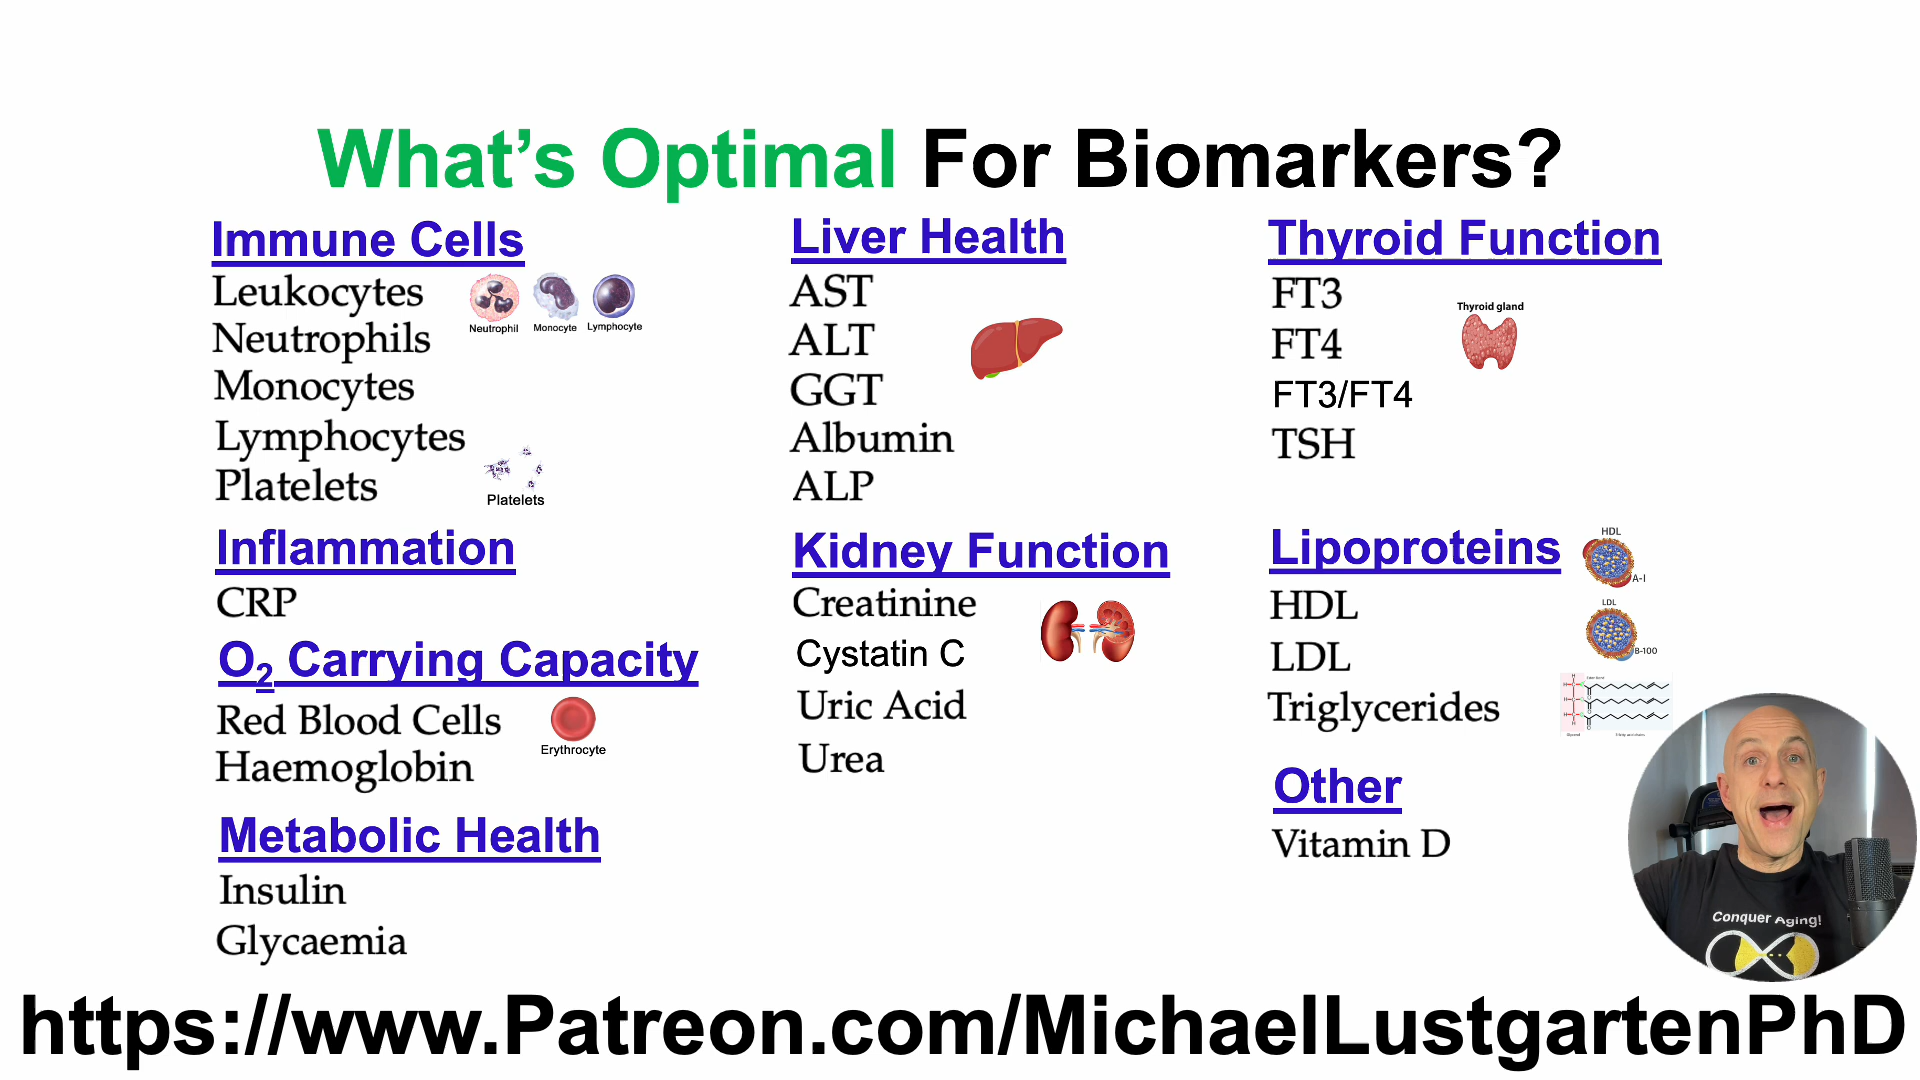 What's Optimal For Biomarkers?
Immune Cells
Leukocytes
Neutrophils
Monocytes
Lymphocytes
Platelets
Neutrophil
Monocyte
Lymphocyte
Platelets
Inflammation
CRP
O2 Carrying Capacity
Red Blood Cells
Haemoglobin
Erythrocyte
Metabolic Health
Insulin
Glycaemia
Liver Health
AST
ALT
GGT
Albumin
ALP
Kidney Function
Creatinine
Cystatin C
Uric Acid
Urea
Thyroid Function
FT3
FT4
FT3/FT4
TSH
Thyroid gland
Lipoproteins
HDL
LDL
Triglycerides
HDL
A-I
LDL
B-100
Other
Vitamin D
Conquer Aging!
https://www.Patreon.com/MichaelLustgartenPhD